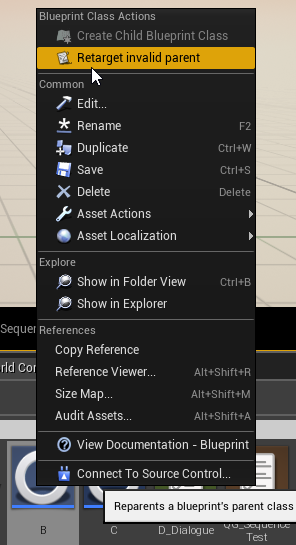 Blueprint Class Actions
Create Child Blueprint Class
Retarget invalid parent
Common
Edit...
Rename F2
Duplicate Ctrl+W
Save Ctrl+S
Delete Delete
Asset Actions
Asset Localization
Explore
Show in Folder View Ctrl+B
Show in Explorer
References
Sequen
Copy Reference
Reference Viewer... Alt+Shift+R
Size Map... Alt+Shift+M
Audit Assets... Alt+Shift+A
View Documentation - Blueprint
Connect To Source Control...
Reparents a blueprint's parent class
B
C
D_Dialogue
QG_Sequence
Test